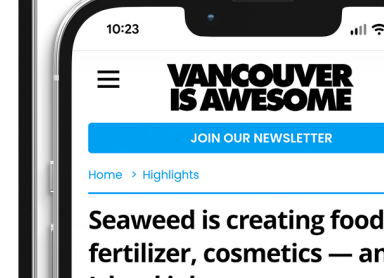 10:23
VANCOUVER
IS AWESOME
JOIN OUR NEWSLETTER
Home > Highlights
Seaweed is creating food
fertilizer, cosmetics — an